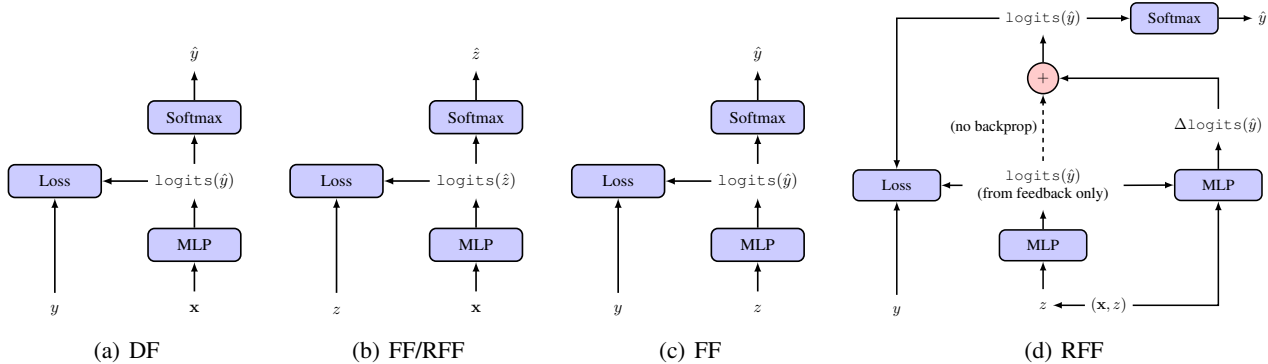 ŷ
Softmax
Loss
logits(ŷ)
MLP
y
x
(a) DF
ẑ
Softmax
Loss
logits(ẑ)
MLP
z
x
(b) FF/RFF
ŷ
Softmax
Loss
logits(ŷ)
MLP
y
z
(c) FF
logits(ŷ)
Softmax
ŷ
+
(no backprop)
Δlogits(ŷ)
Loss
logits(ŷ)
(from feedback only)
MLP
MLP
y
z
(x, z)
(d) RFF